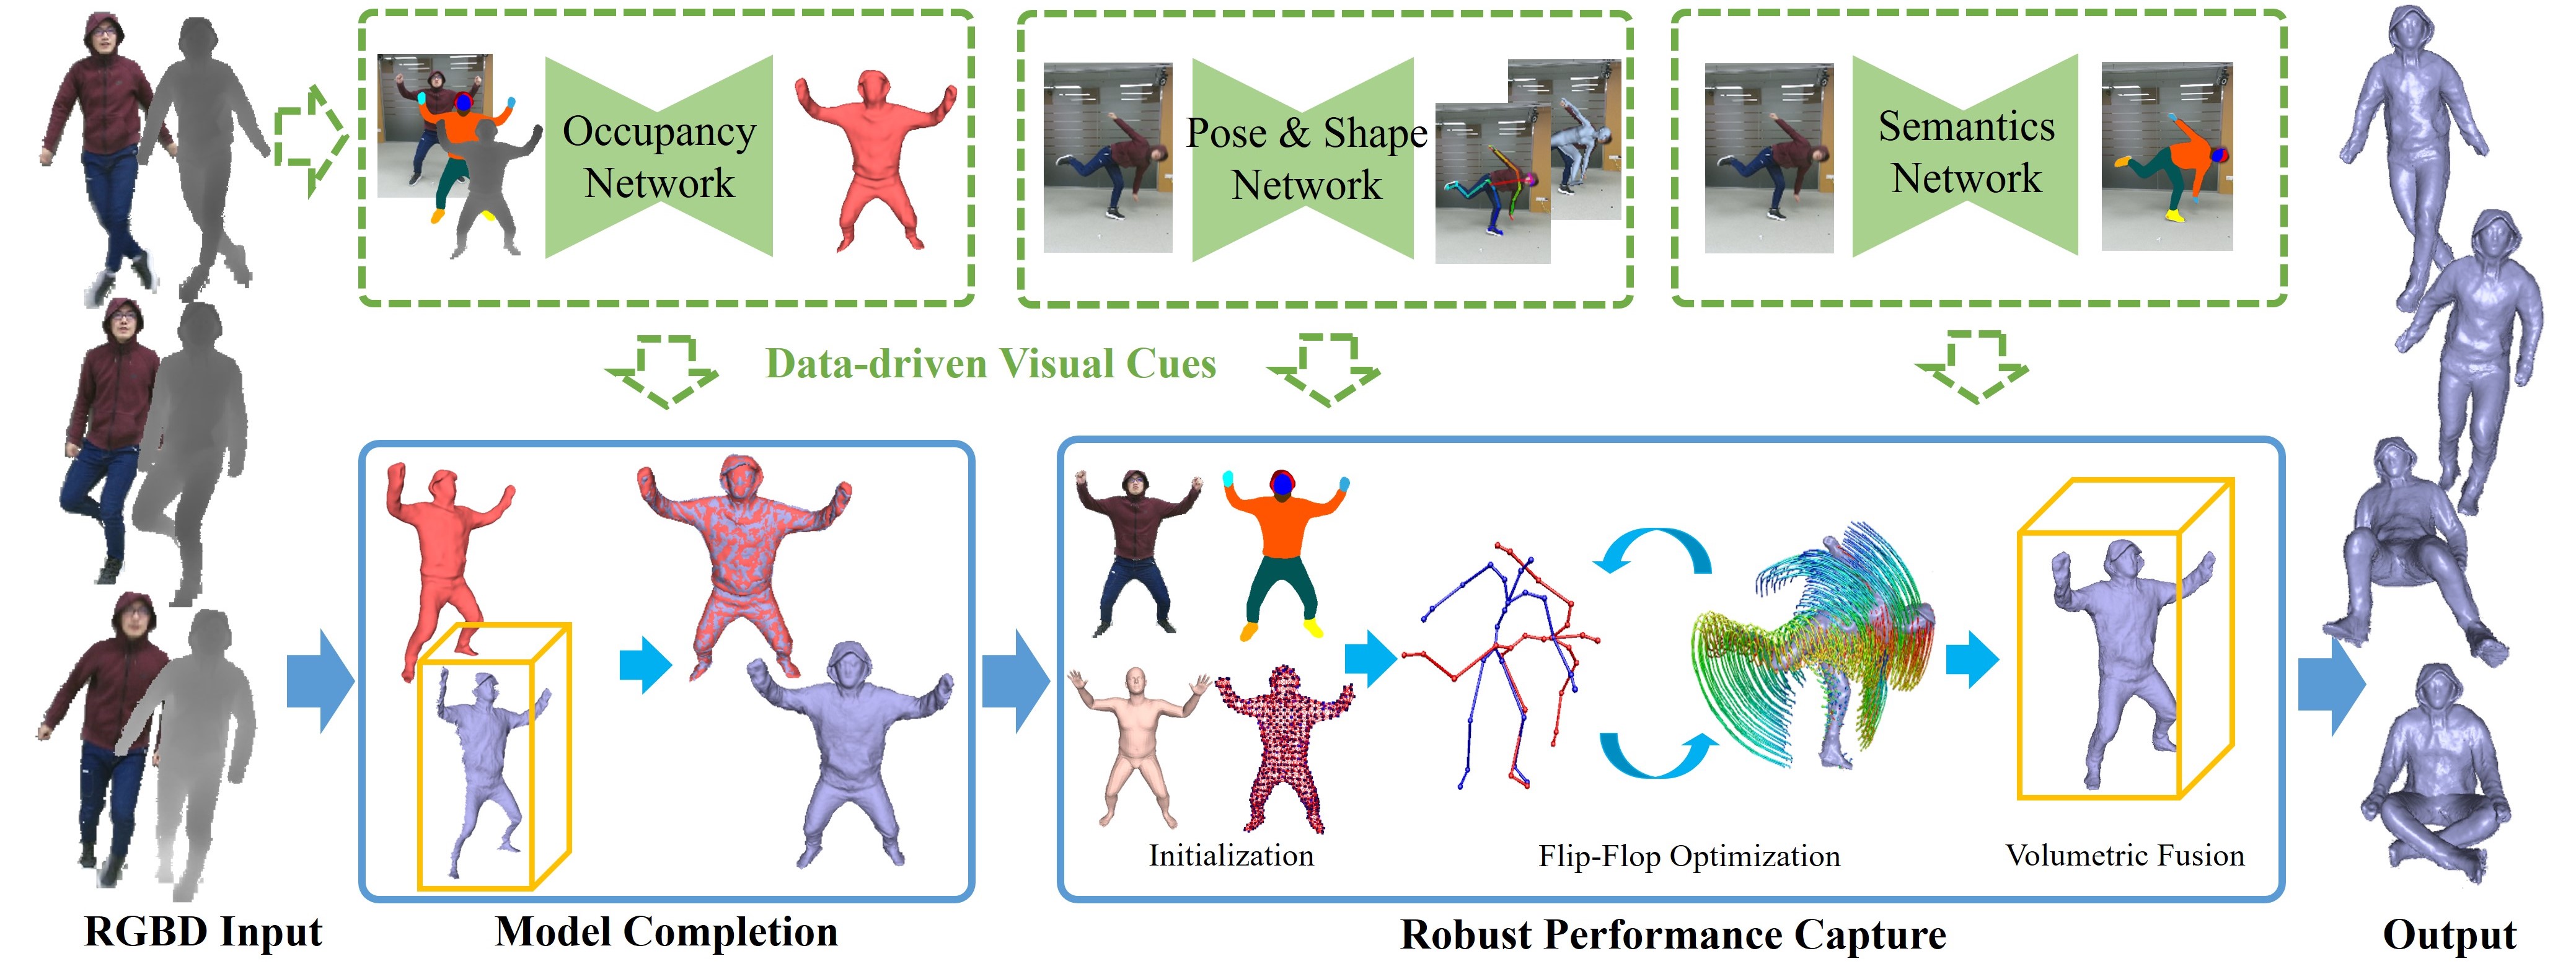 Occupancy
Network
Pose & Shape
Network
Semantics
Network
Data-driven Visual Cues
Initialization
Flip-Flop Optimization
Volumetric Fusion
RGBD Input
Model Completion
Robust Performance Capture
Output